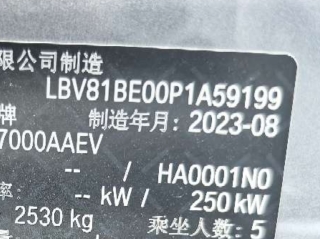 限公司制造
LBV81BE00P1A59199
牌 制造年月: 2023-08
7000AAEV
/ HA0001N0
率: -- kW / 250 kW
2530 kg 乘坐人数: 5